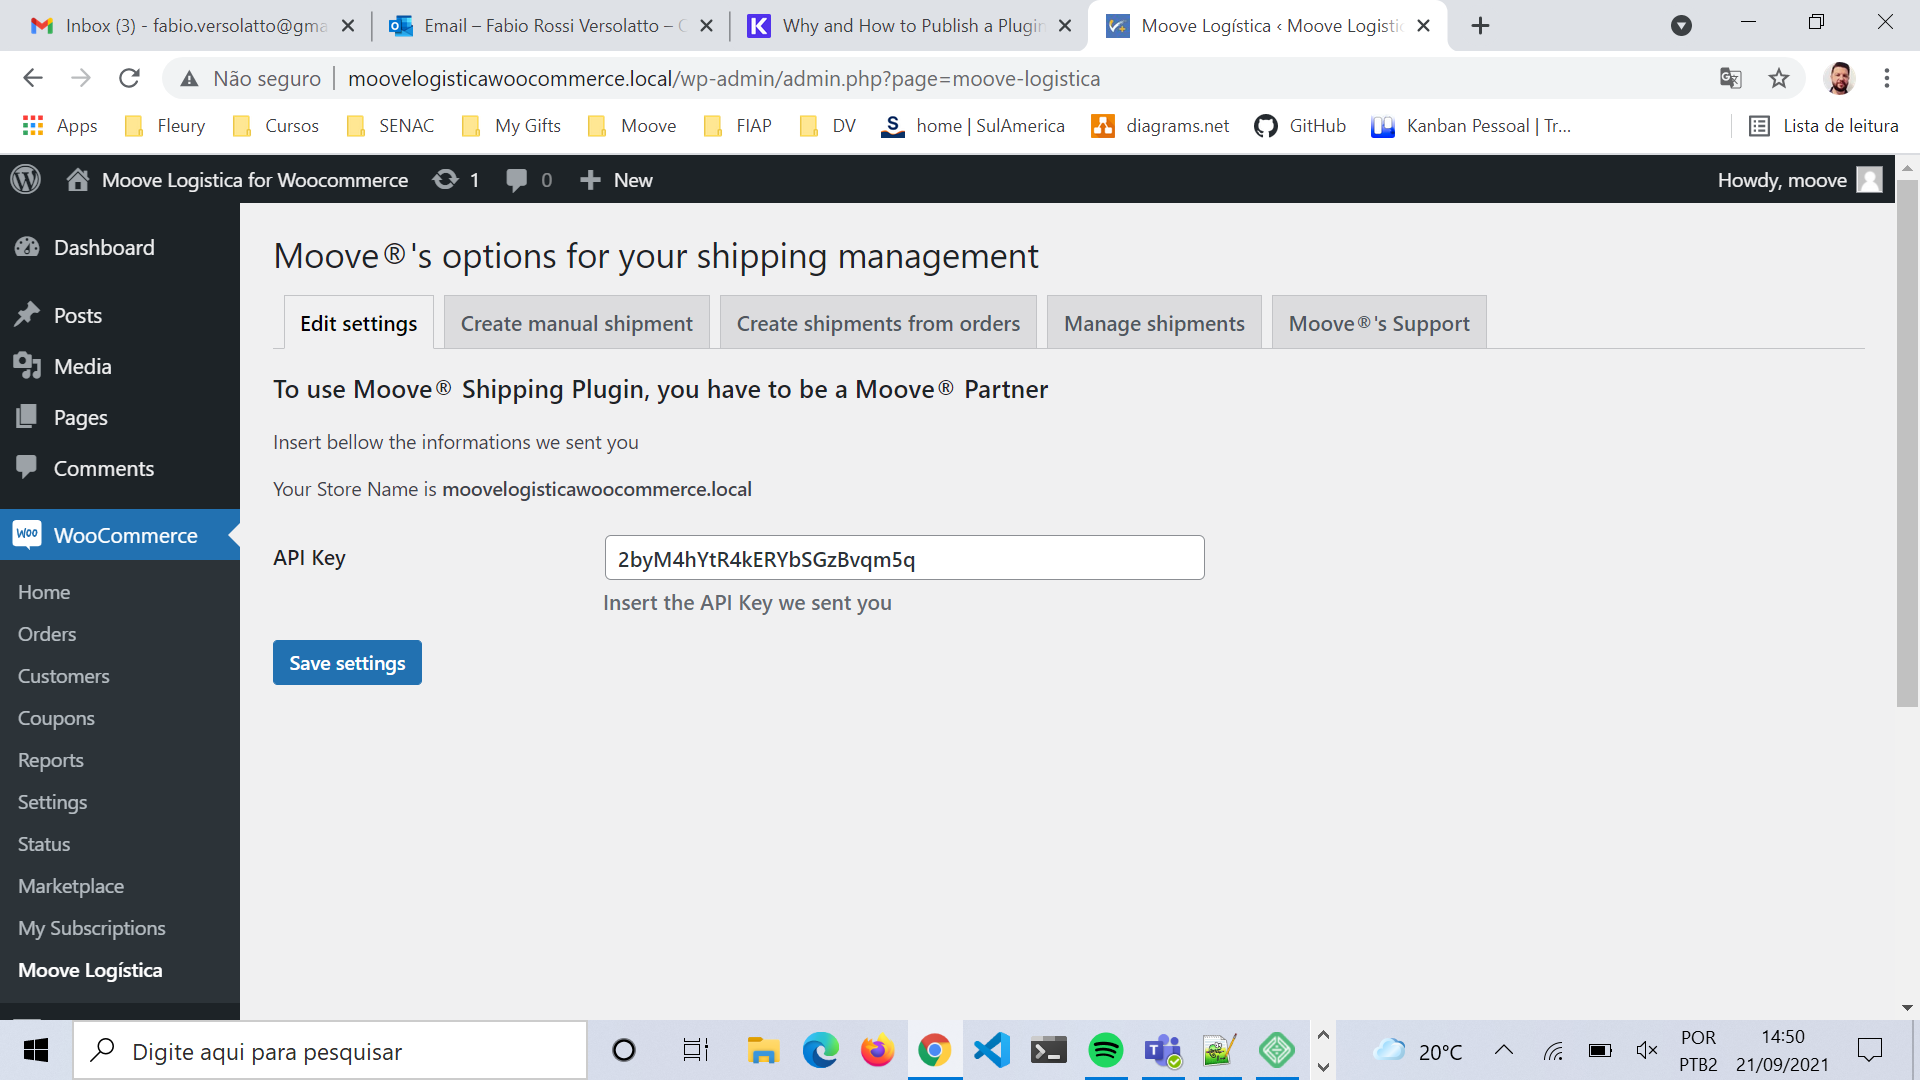 Inbox (3) - fabio.versolatto@gma
Email – Fabio Rossi Versolatto – C
Why and How to Publish a Plugin
Moove Logística ‹ Moove Logistic
Não seguro
moovelogisticawoocommerce.local/wp-admin/admin.php?page=moove-logistica
Apps
Fleury
Cursos
SENAC
My Gifts
Moove
FIAP
DV
home | SulAmerica
diagrams.net
GitHub
Kanban Pessoal | Tr...
Lista de leitura
Moove Logistica for Woocommerce
1
0
New
Howdy, moove
Dashboard
Posts
Media
Pages
Comments
WooCommerce
Home
Orders
Customers
Coupons
Reports
Settings
Status
Marketplace
My Subscriptions
Moove Logística
Moove®'s options for your shipping management
Edit settings
Create manual shipment
Create shipments from orders
Manage shipments
Moove®'s Support
To use Moove® Shipping Plugin, you have to be a Moove® Partner
Insert bellow the informations we sent you
Your Store Name is moovelogisticawoocommerce.local
API Key
2byM4hYtR4kERYbSGzBvqm5q
Insert the API Key we sent you
Save settings
Digite aqui para pesquisar
20°C
POR
PTB2
14:50
21/09/2021